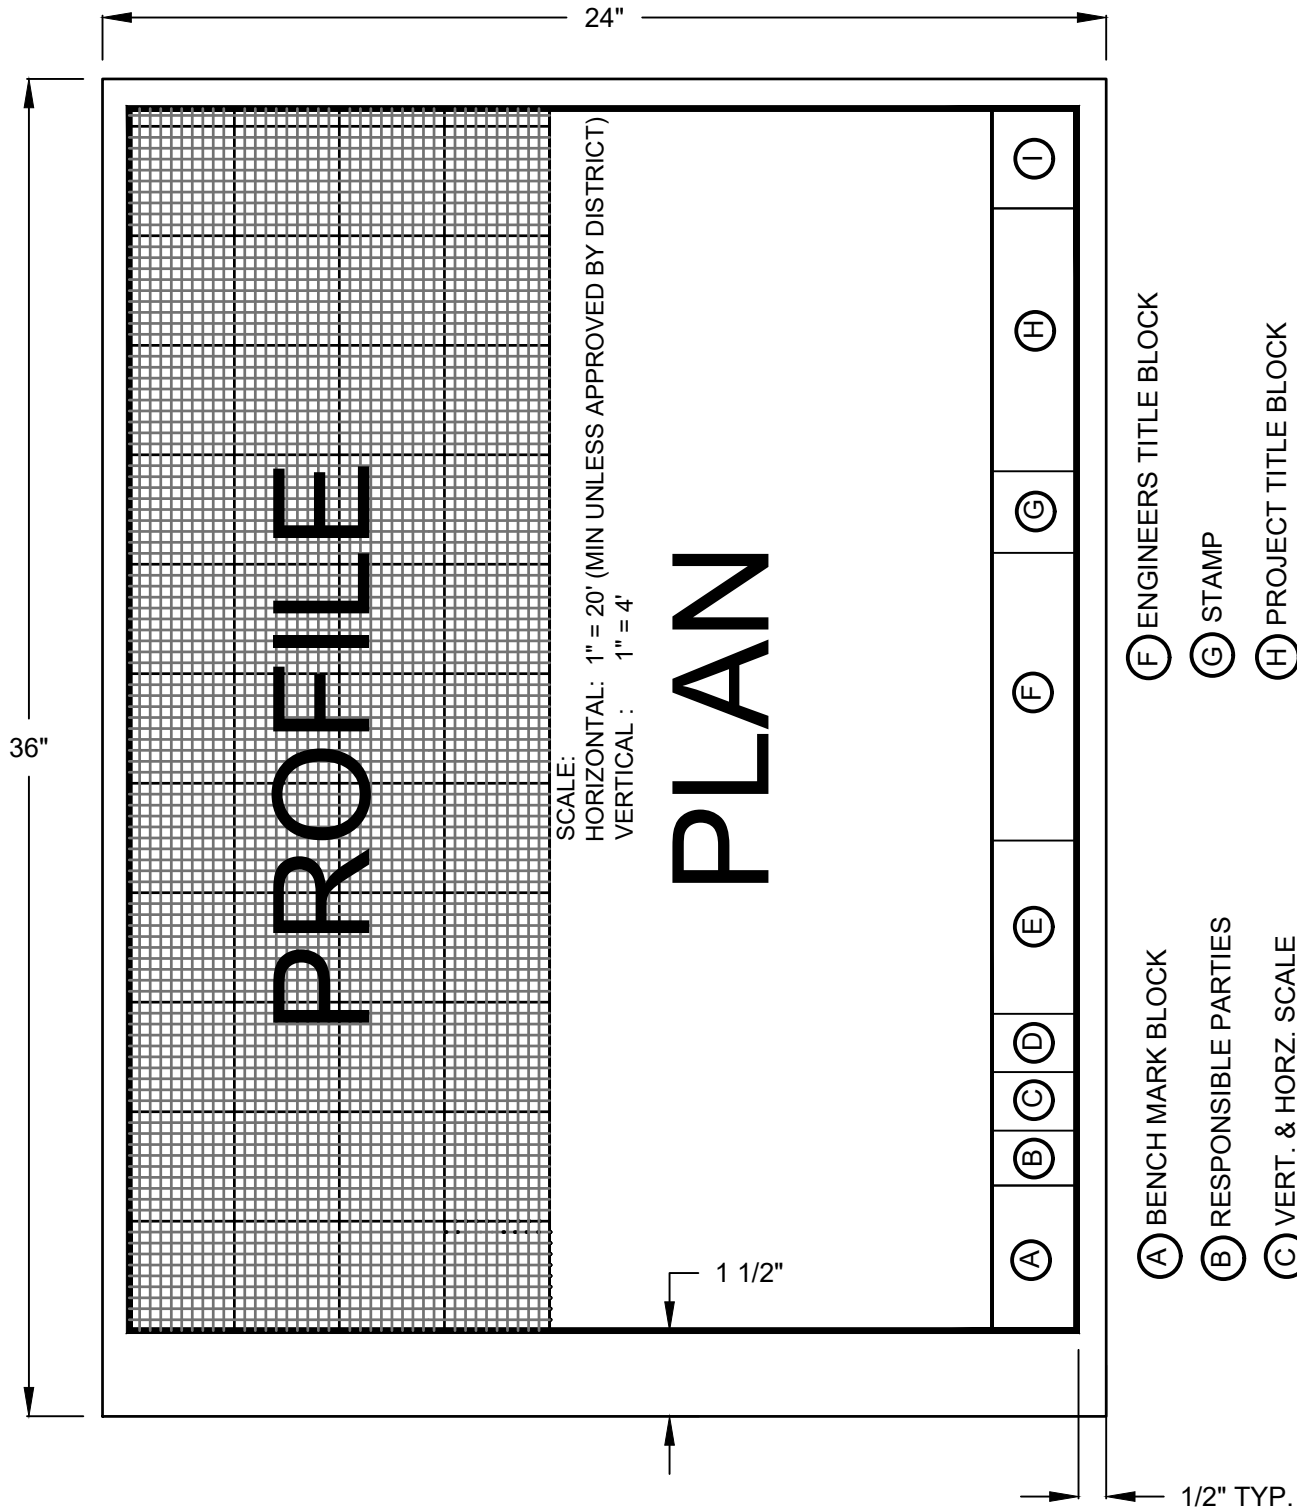 24"
36"
PROFILE
SCALE:
HORIZONTAL: 1" = 20' (MIN UNLESS APPROVED BY DISTRICT)
VERTICAL : 1" = 4'
PLAN
1 1/2"
A
B
C
D
E
F
G
H
I
A BENCH MARK BLOCK
B RESPONSIBLE PARTIES
C VERT. & HORZ. SCALE
F ENGINEERS TITLE BLOCK
G STAMP
H PROJECT TITLE BLOCK
1/2" TYP.